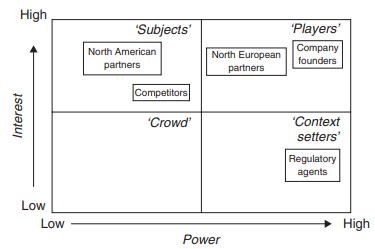 High
'Subjects'
'Players'
North American
partners
North European
partners
Company
founders
Competitors
Interest
'Crowd'
'Context
setters'
Regulatory
agents
Low
Low
High
Power